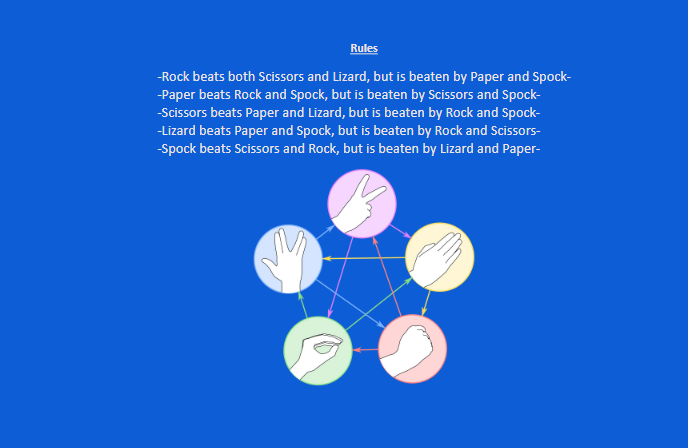 Rules
-Rock beats both Scissors and Lizard, but is beaten by Paper and Spock-
-Paper beats Rock and Spock, but is beaten by Scissors and Spock-
-Scissors beats Paper and Lizard, but is beaten by Rock and Spock-
-Lizard beats Paper and Spock, but is beaten by Rock and Scissors-
-Spock beats Scissors and Rock, but is beaten by Lizard and Paper-